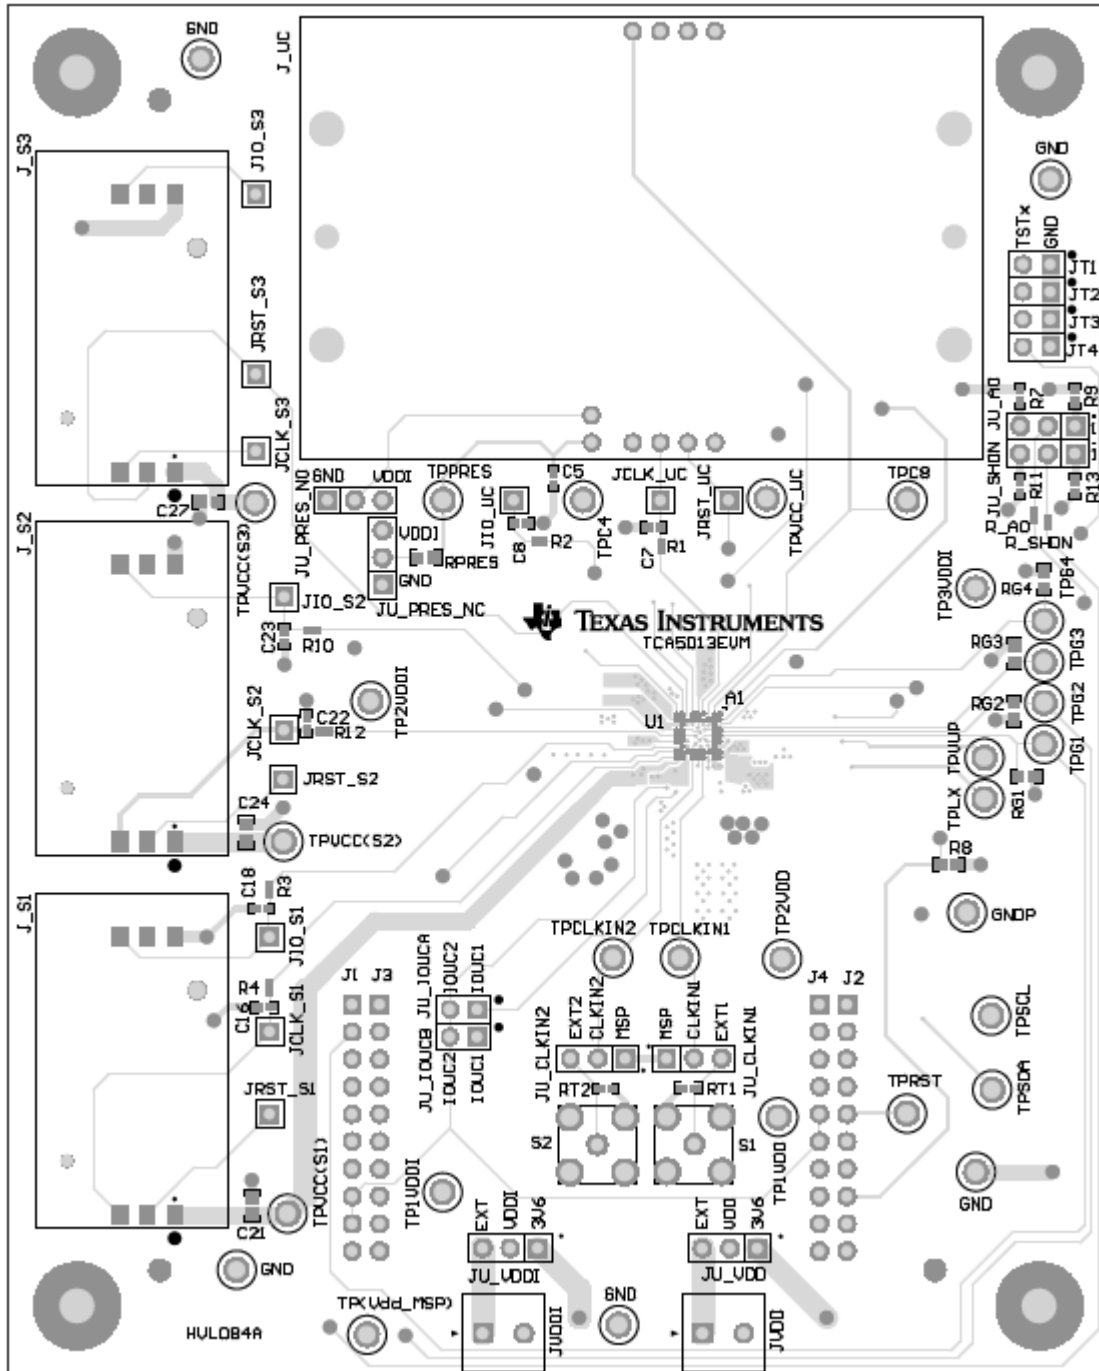 GND
J_UC
J_S3
JIO_S3
GND
TSTX
GND
JT1
JT2
JT3
JT4
JRST_S3
JCLK_S3
JU_AO
R7
R9
JU_SHDN
R11
R13
R_AO
R_SHDN
C27
J_S2
TPVCC(S3)
JU_PRES_NO
GND
VDDI
TPPRES
JIO_UC
C5
TPC4
JCLK_UC
JRST_UC
TPVCC_UC
TPC8
VDDI
GND
RPRES
JU_PRES_NC
C8
R2
C7
R1
TP3VDDI
RG4
TPG4
JIO_S2
C23
R10
TEXAS INSTRUMENTS
TCA5013EVM
RG3
TPG3
JCLK_S2
C22
R12
TP2VDDI
U1
A1
RG2
TPG2
TPG1
TPVUP
TPLX
RG1
JRST_S2
C24
TPVCC(S2)
R8
J_S1
C18
R3
JIO_S1
GNDP
TPCLKIN2
TPCLKIN1
TP2VDD
R4
C16
JCLK_S1
J1
J3
JU_IOUCA
IOUC2
IOUC1
JU_IOUCB
IOUC2
IOUC1
JU_CLKIN2
EXT2
CLKIN2
MSP
MSP
CLKIN1
EXT1
JU_CLKIN1
J4
J2
TPSCL
TPSDA
RT2
RT1
TPRST
JRST_S1
S2
S1
TP1VDD
TPVCC(S1)
TP1VDDI
GND
C21
GND
EXT
VDDI
3V6
JU_VDDI
EXT
VDD
3V6
JU_VDD
TP(Vdd_MSP)
JVDDI
GND
JVDD
HVL084A